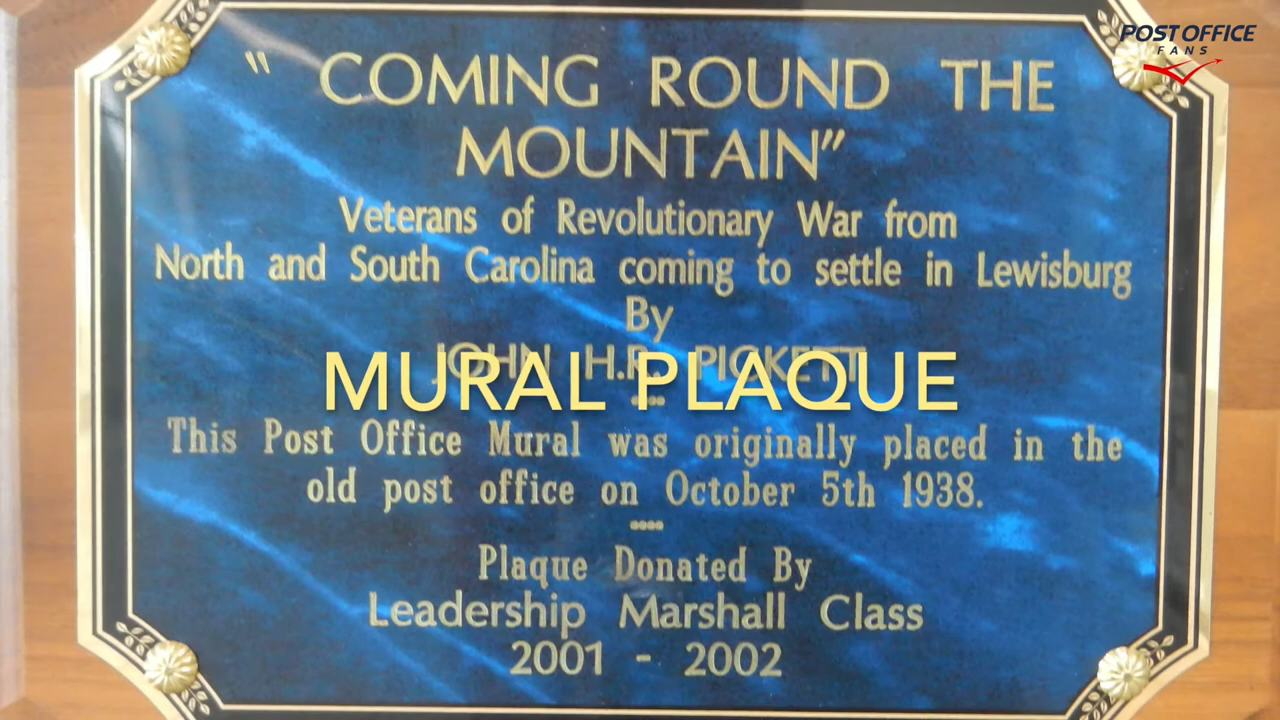 POST OFFICE
FANS
" COMING ROUND THE
MOUNTAIN"
Veterans of Revolutionary War from
North and South Carolina coming to settle in Lewisburg
By
JOHN H.R. PICKETT
MURAL PLAQUE
This Post Office Mural was originally placed in the
old post office on October 5th 1938.
Plaque Donated By
Leadership Marshall Class
2001 - 2002